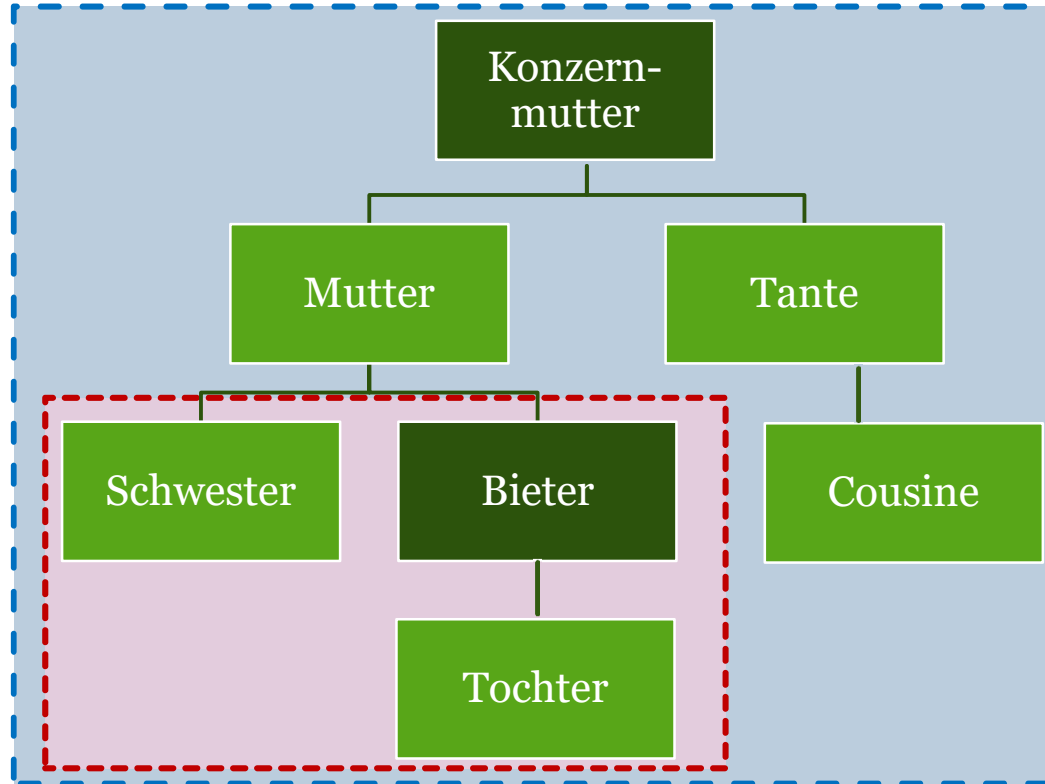 Konzern-
mutter
Mutter
Tante
Schwester
Bieter
Cousine
Tochter